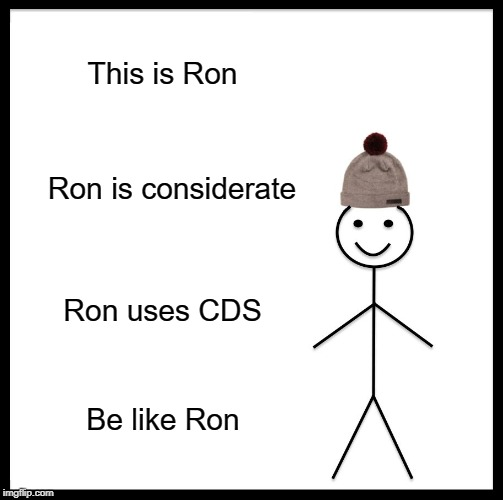 This is Ron
Ron is considerate
Ron uses CDS
Be like Ron
imgflip.com